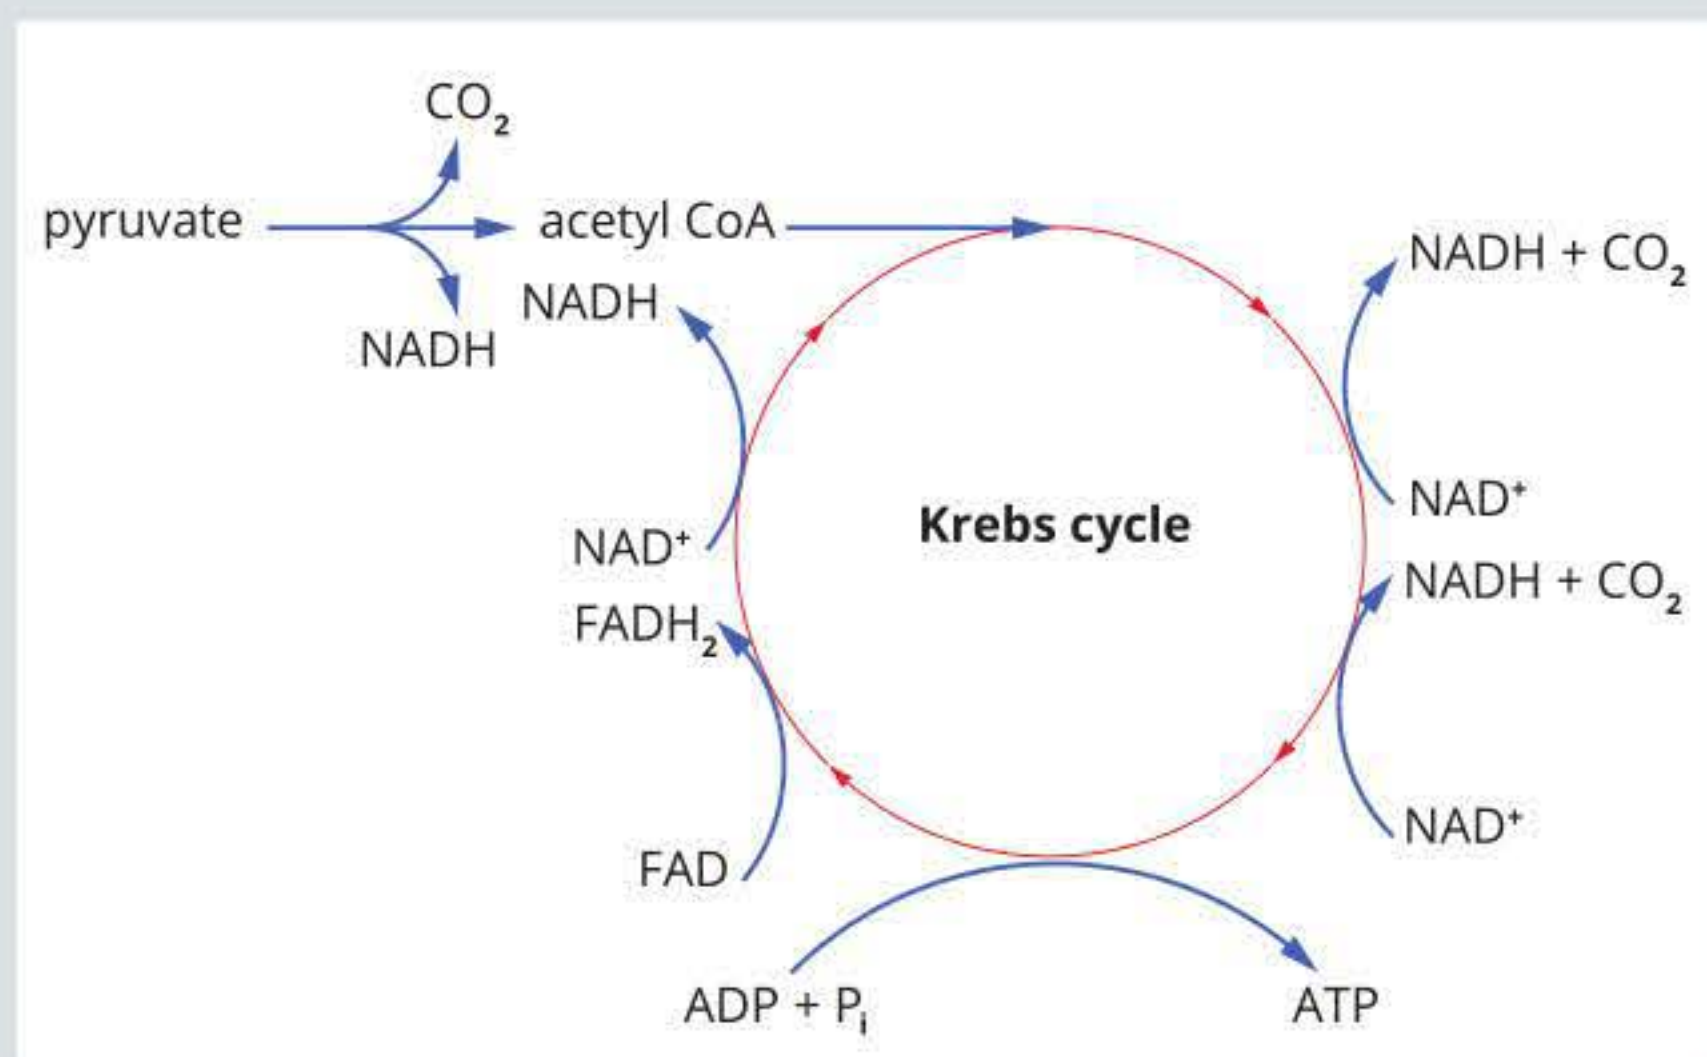 CO₂
pyruvate
acetyl CoA
NADH
NADH
NADH + CO₂
NAD⁺
Krebs cycle
NAD⁺
NADH + CO₂
FADH₂
NAD⁺
FAD
ADP + Pᵢ
ATP